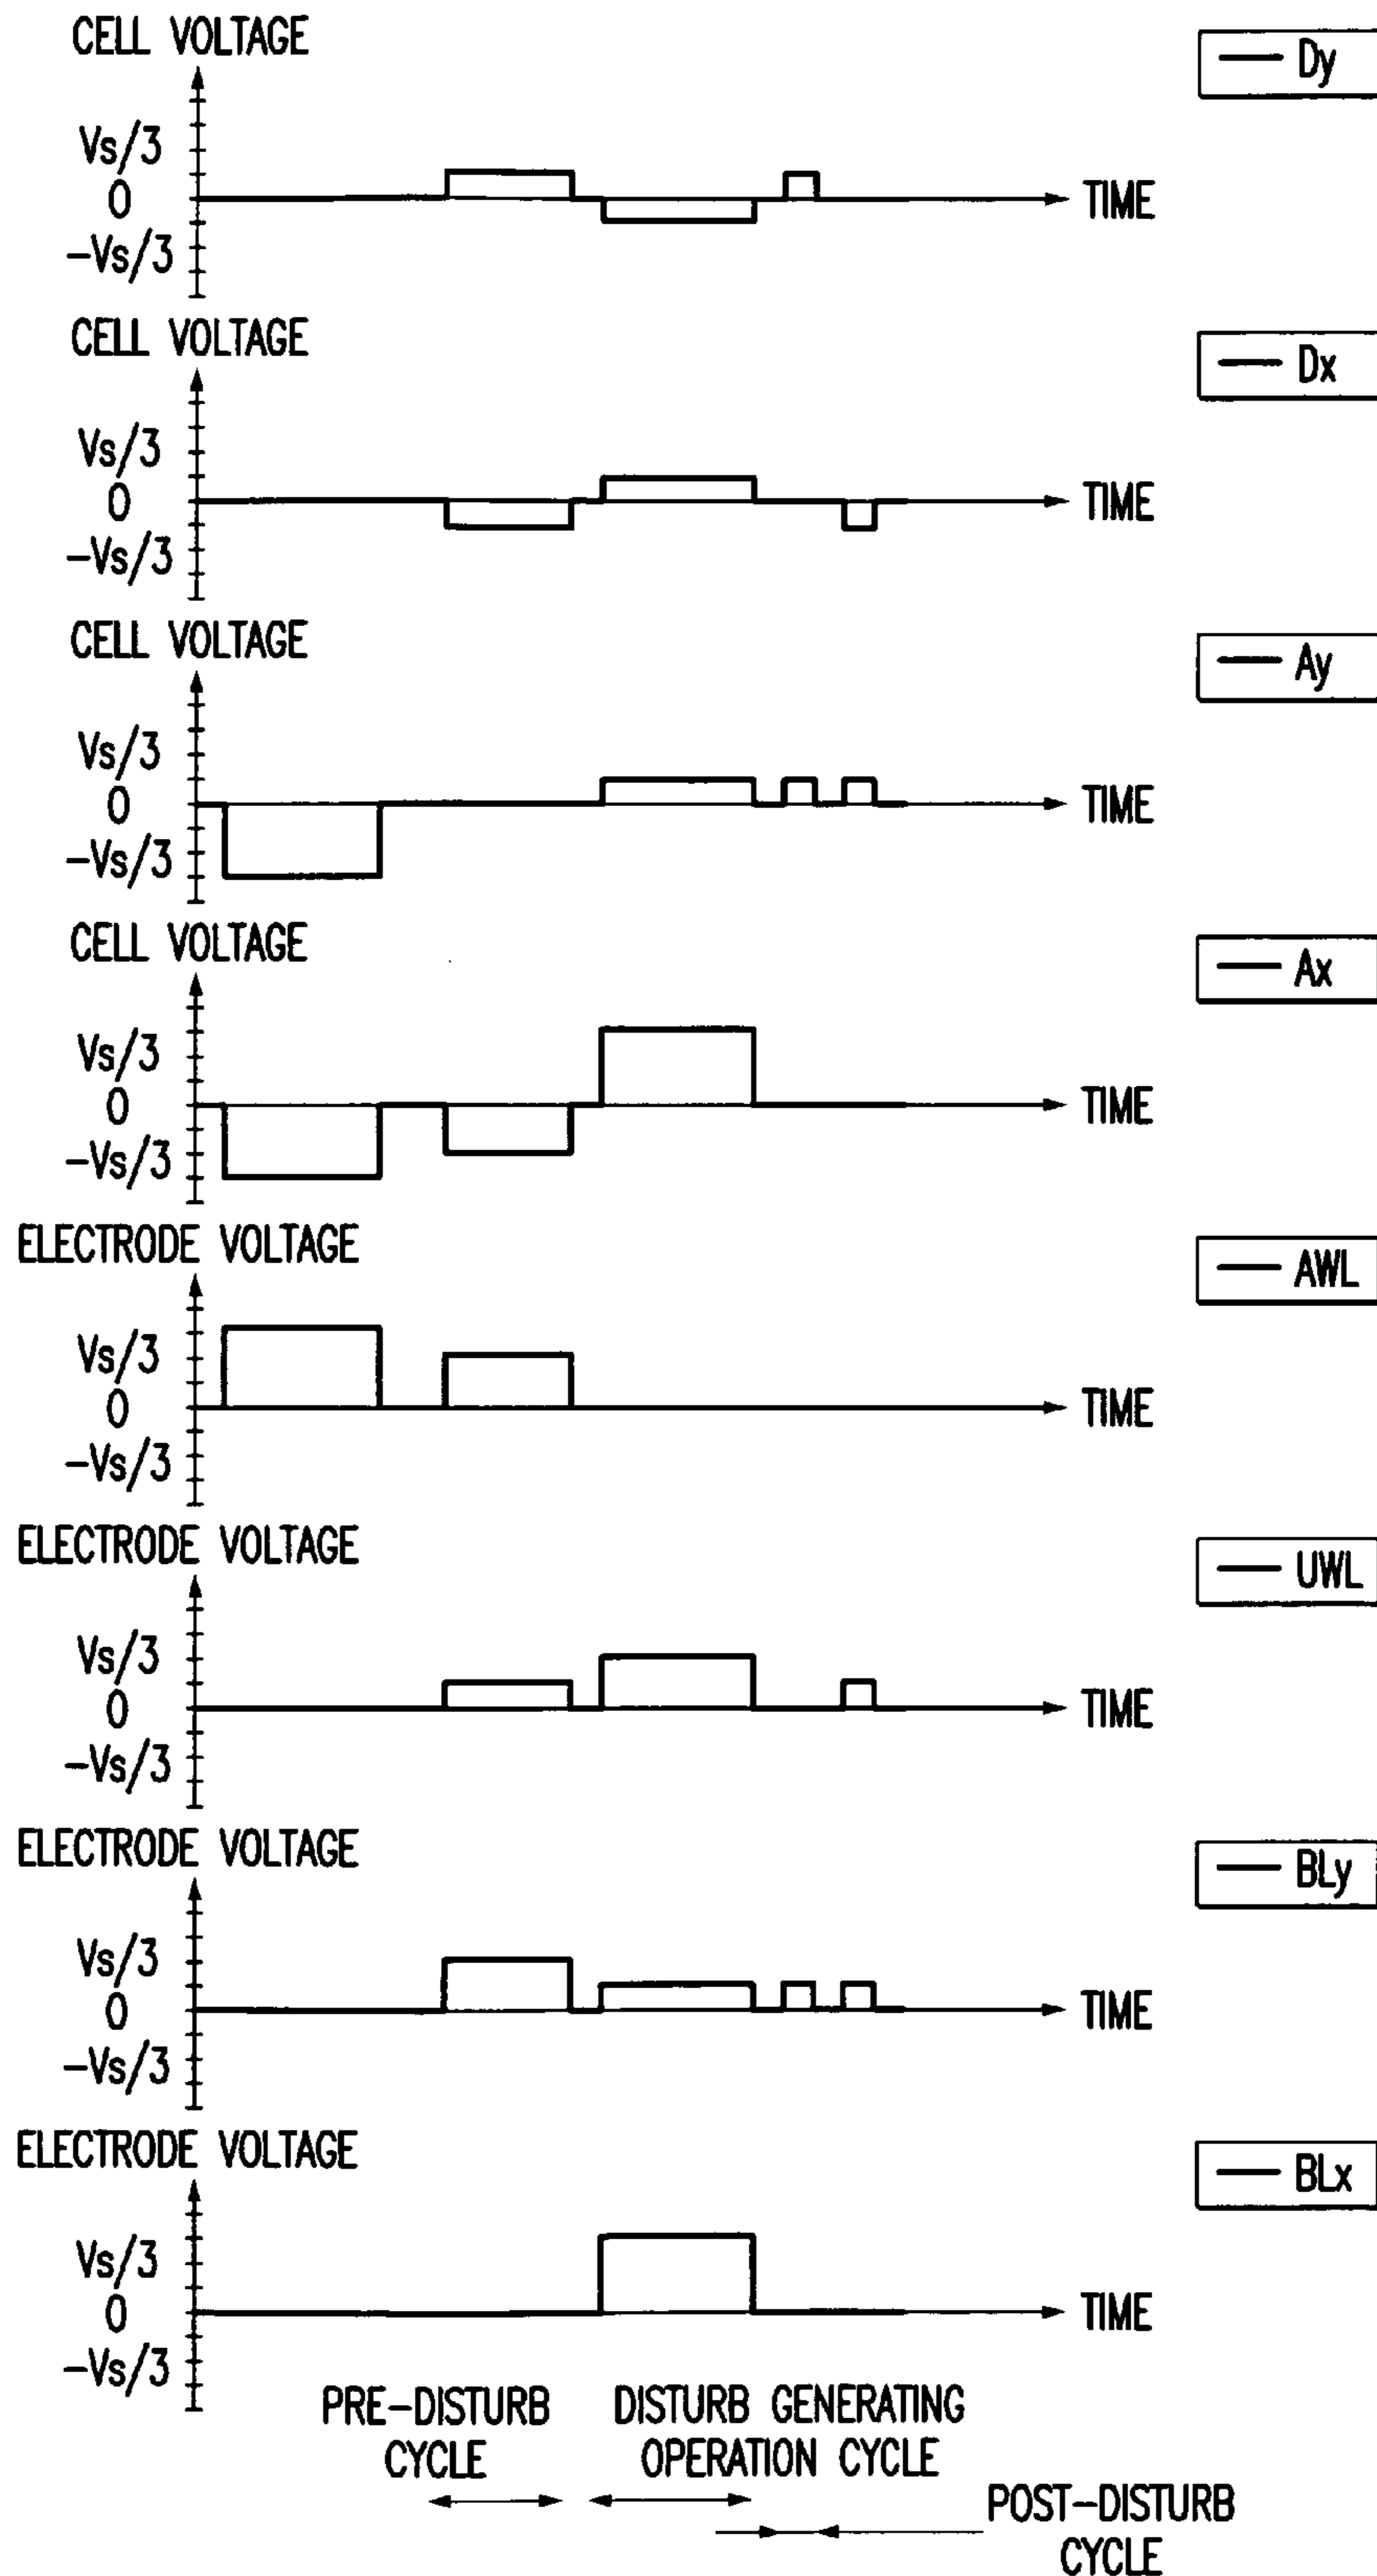 CELL VOLTAGE
Dy
Vs/3
0
-Vs/3
TIME
CELL VOLTAGE
Dx
Vs/3
0
-Vs/3
TIME
CELL VOLTAGE
Ay
Vs/3
0
-Vs/3
TIME
CELL VOLTAGE
Ax
Vs/3
0
-Vs/3
TIME
ELECTRODE VOLTAGE
AWL
Vs/3
0
-Vs/3
TIME
ELECTRODE VOLTAGE
UWL
Vs/3
0
-Vs/3
TIME
ELECTRODE VOLTAGE
BLy
Vs/3
0
-Vs/3
TIME
ELECTRODE VOLTAGE
BLx
Vs/3
0
-Vs/3
TIME
PRE-DISTURB
CYCLE
DISTURB GENERATING
OPERATION CYCLE
POST-DISTURB
CYCLE